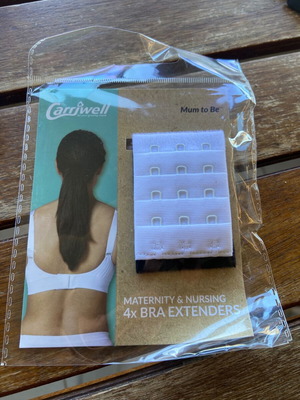 Carriwell
Mum to Be
MATERNITY & NURSING
4x BRA EXTENDERS